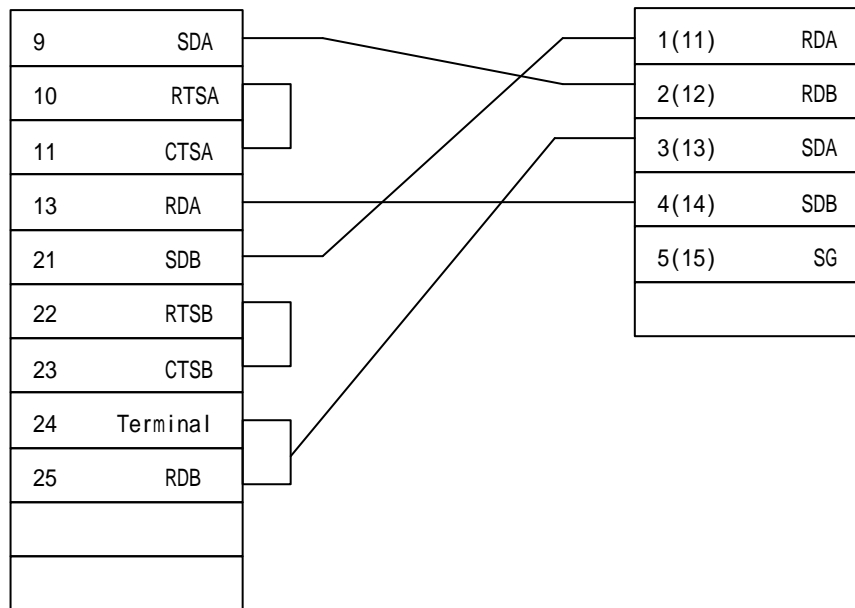 9 SDA
10 RTSA
11 CTSA
13 RDA
21 SDB
22 RTSB
23 CTSB
24 Terminal
25 RDB
1(11) RDA
2(12) RDB
3(13) SDA
4(14) SDB
5(15) SG